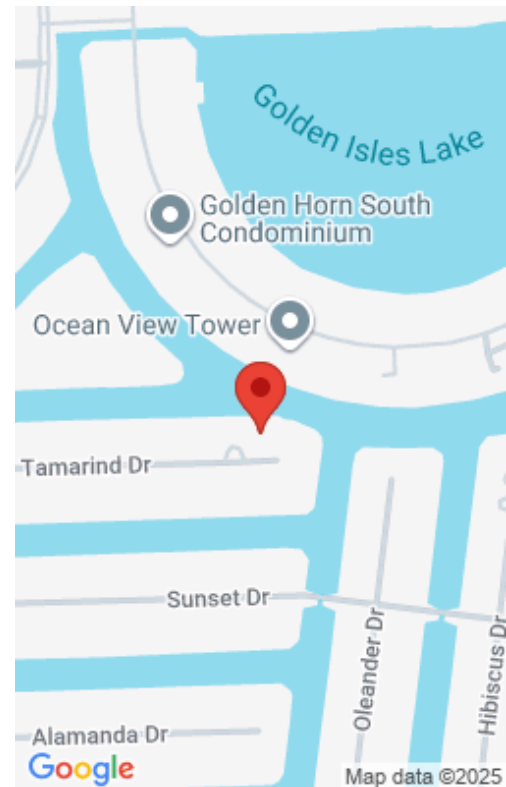 Golden Isles Lake
Golden Horn South
Condominium
Ocean View Tower
Tamarind Dr
Sunset Dr
Oleander Dr
Hibiscus Dr
Alamanda Dr
Google
Map data ©2025